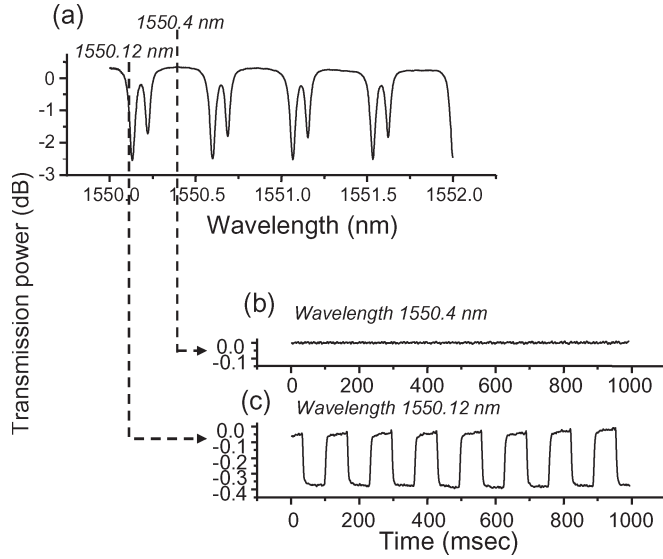 (a)
1550.4 nm
1550.12 nm
0
-1
-2
-3
1550.0 1550.5 1551.0 1551.5 1552.0
Wavelength (nm)
Transmission power (dB)
(b)
Wavelength 1550.4 nm
0.0
-0.1
0 200 400 600 800 1000
(c)
Wavelength 1550.12 nm
0.0
-0.1
-0.2
-0.3
-0.4
0 200 400 600 800 1000
Time (msec)